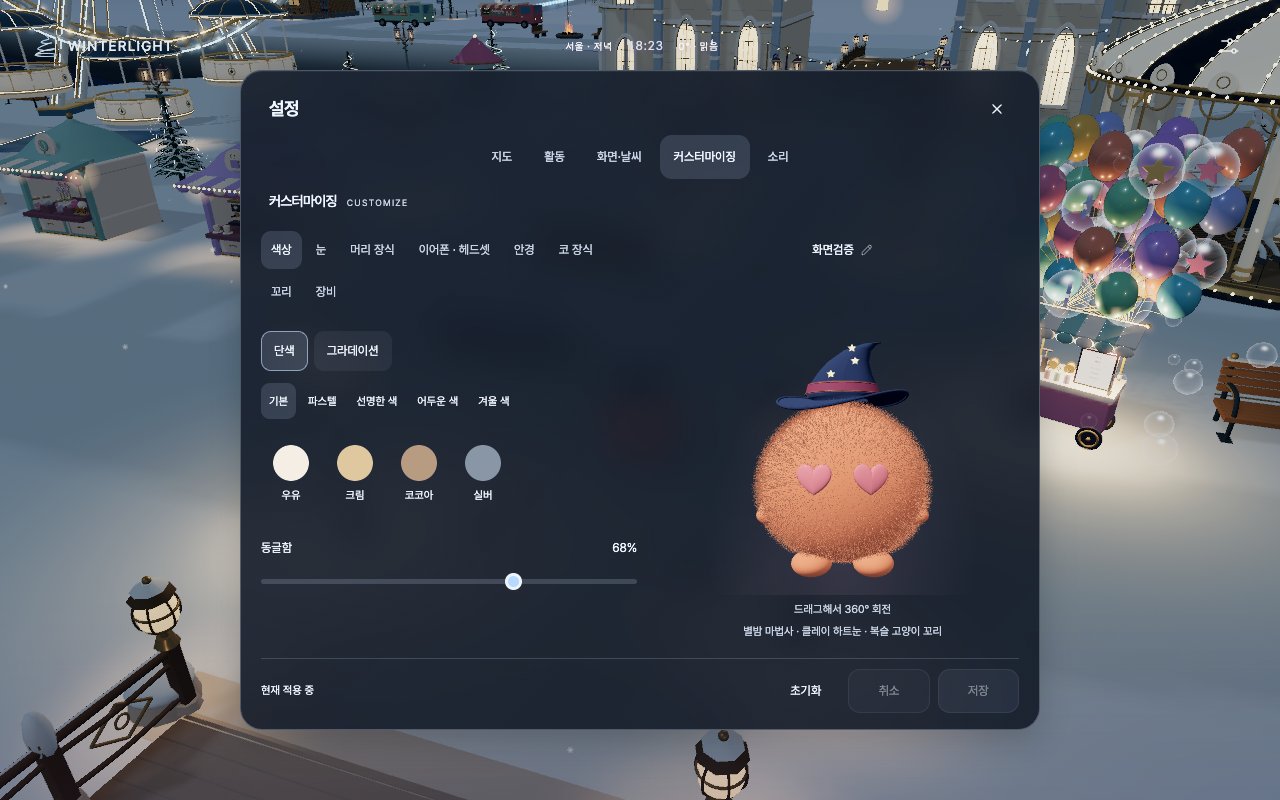 WINTERLIGHT
서울 · 저녁 18:23 맑음
설정
지도 활동 화면·날씨 커스터마이징 소리
커스터마이징 CUSTOMIZE
색상 눈 머리 장식 이어폰 · 헤드셋 안경 코 장식
꼬리 장비
화면검증
단색 그라데이션
기본 파스텔 선명한 색 어두운 색 겨울 색
우유 크림 코코아 실버
동글함 68%
드래그해서 360° 회전
별밤 마법사 · 클레이 하트눈 · 복슬 고양이 꼬리
현재 적용 중 초기화 취소 저장